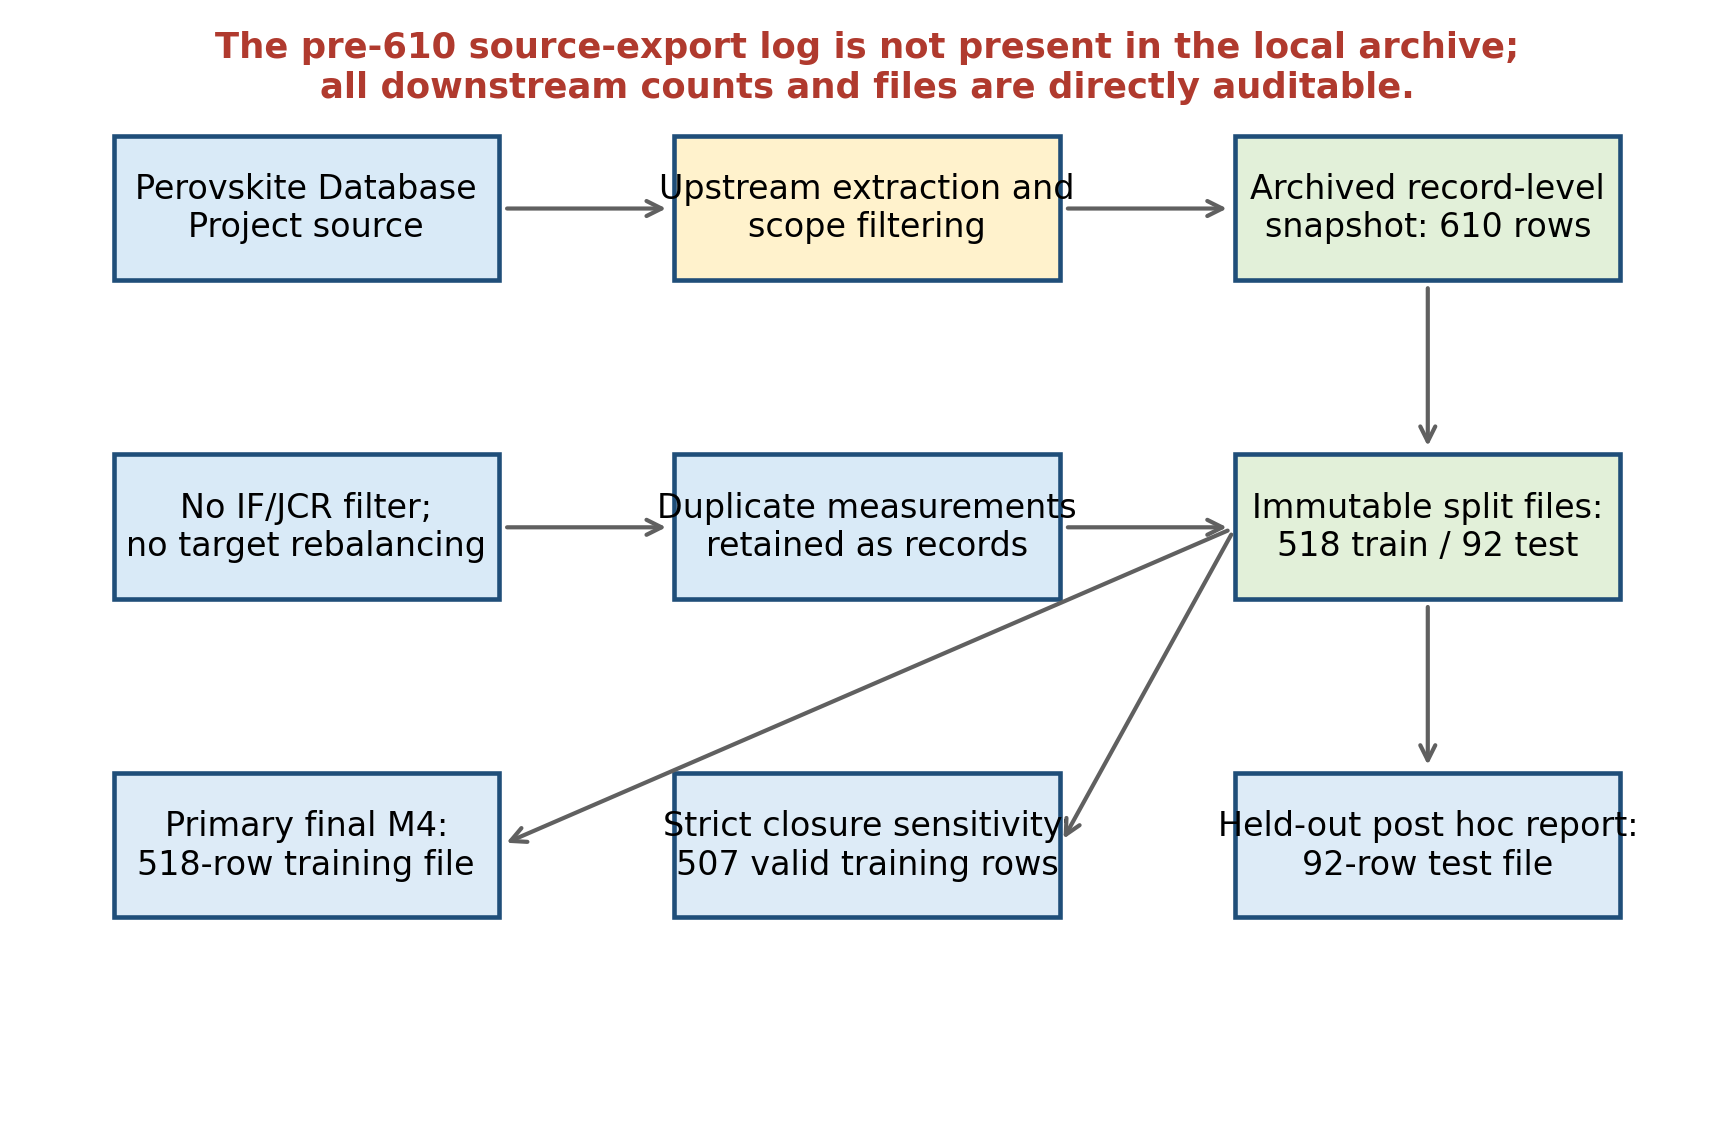 The pre-610 source-export log is not present in the local archive;
all downstream counts and files are directly auditable.
Perovskite Database
Project source
Upstream extraction and
scope filtering
Archived record-level
snapshot: 610 rows
No IF/JCR filter;
no target rebalancing
Duplicate measurements
retained as records
Immutable split files:
518 train / 92 test
Primary final M4:
518-row training file
Strict closure sensitivity:
507 valid training rows
Held-out post hoc report:
92-row test file